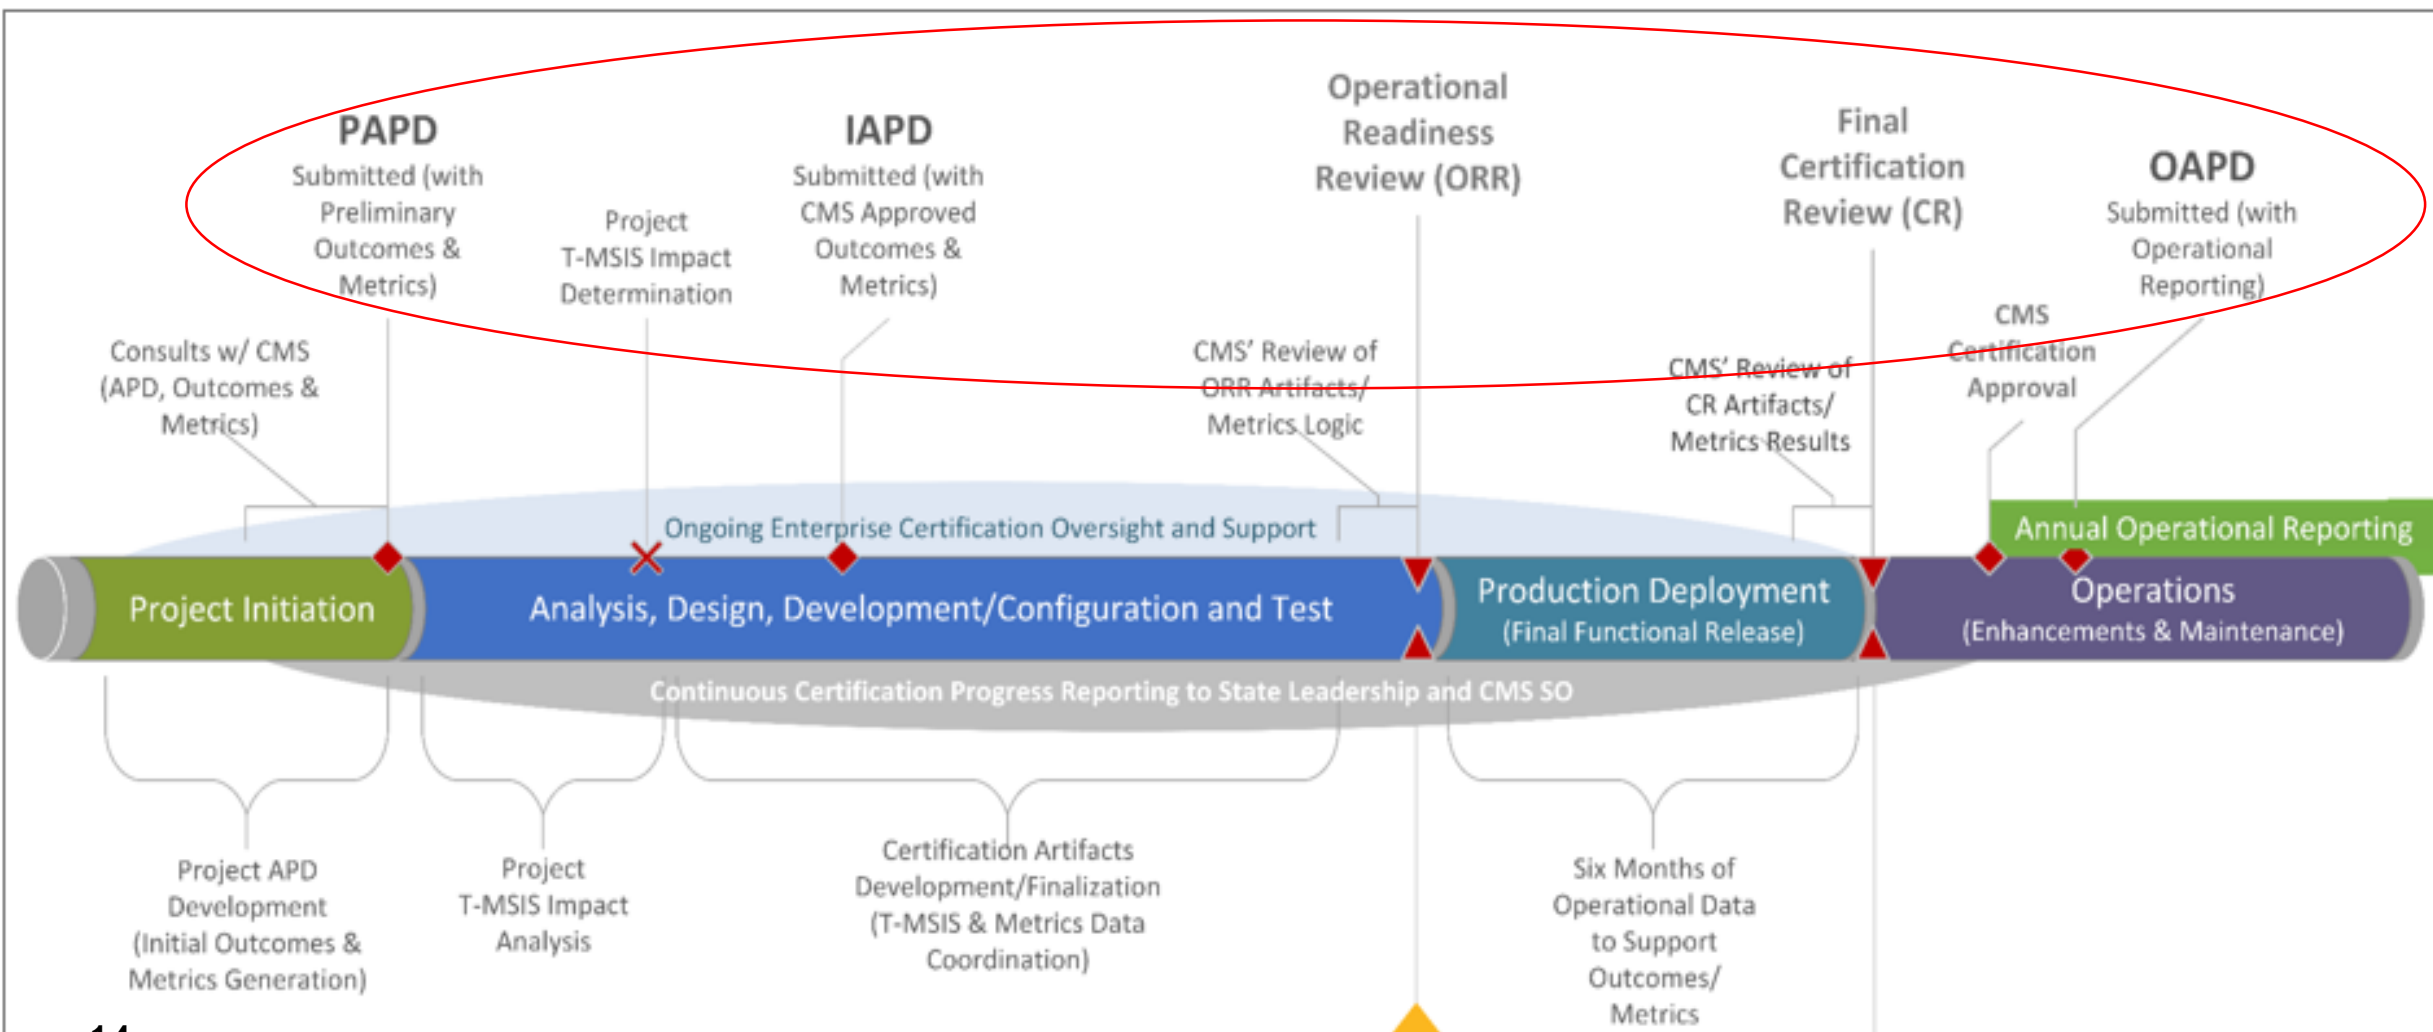 PAPD
Submitted (with
Preliminary
Outcomes &
Metrics)
Project
T-MSIS Impact
Determination
IAPD
Submitted (with
CMS Approved
Outcomes &
Metrics)
Operational
Readiness
Review (ORR)
Final
Certification
Review (CR)
OAPD
Submitted (with
Operational
Reporting)
Consults w/ CMS
(APD, Outcomes &
Metrics)
CMS' Review of
ORR Artifacts/
Metrics Logic
CMS' Review of
CR Artifacts/
Metrics Results
CMS
Certification
Approval
Ongoing Enterprise Certification Oversight and Support
Annual Operational Reporting
Project Initiation
Analysis, Design, Development/Configuration and Test
Production Deployment
(Final Functional Release)
Operations
(Enhancements & Maintenance)
Continuous Certification Progress Reporting to State Leadership and CMS SO
Project APD
Development
(Initial Outcomes &
Metrics Generation)
Project
T-MSIS Impact
Analysis
Certification Artifacts
Development/Finalization
(T-MSIS & Metrics Data
Coordination)
Six Months of
Operational Data
to Support
Outcomes/
Metrics
14